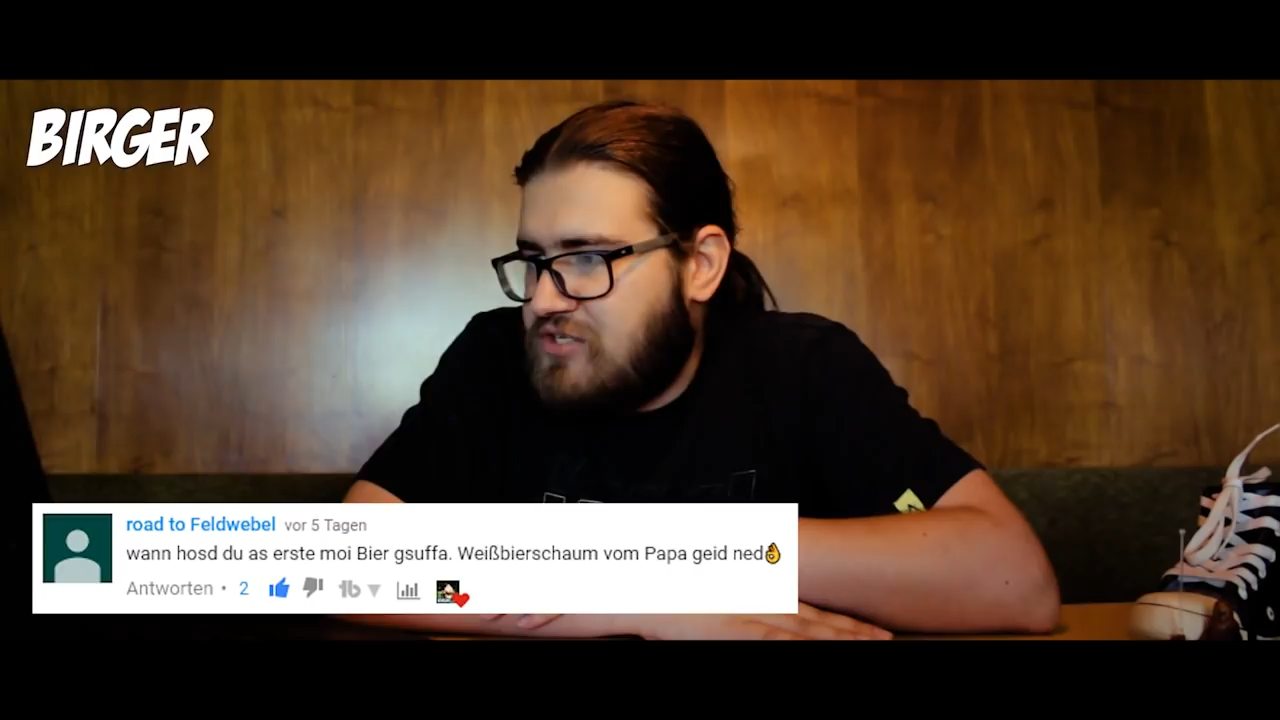 BIRGER
road to Feldwebel vor 5 Tagen
wann hosd du as erste moi Bier gsuffa. Weißbierschaum vom Papa geid ned👌
Antworten • 2